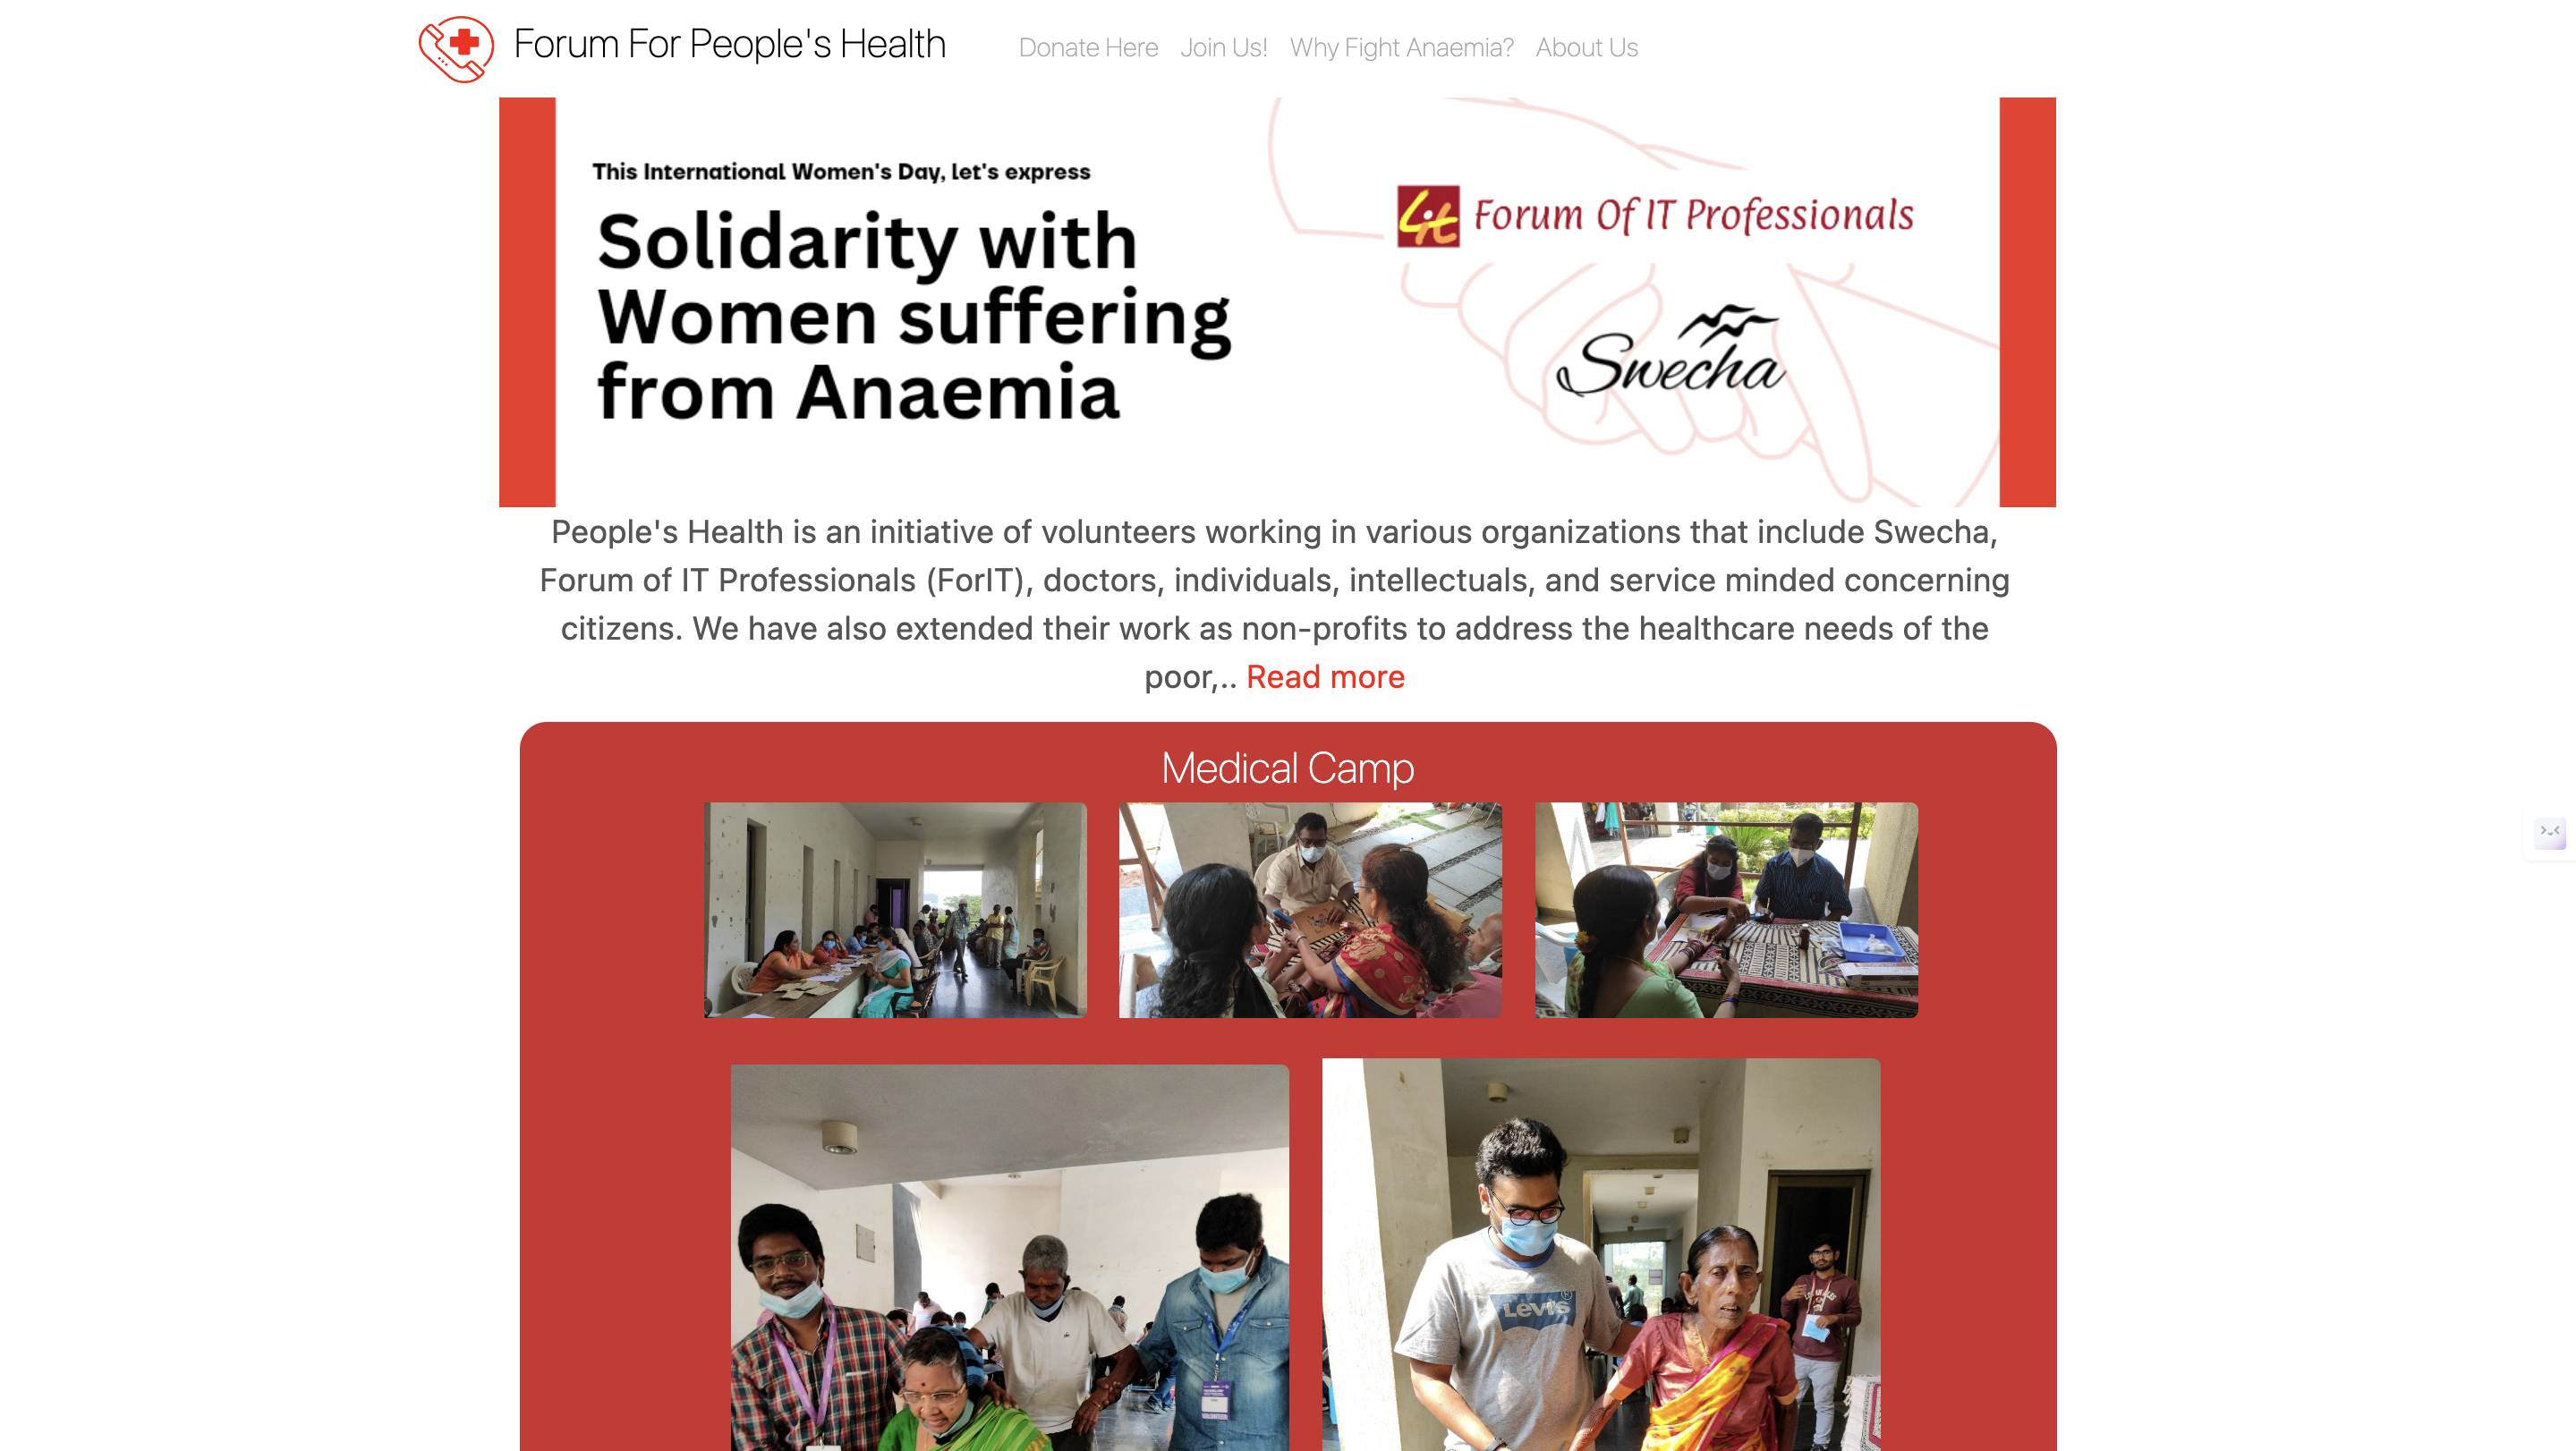 Forum For People's Health
Donate Here
Join Us!
Why Fight Anaemia?
About Us
This International Women's Day, let's express
Solidarity with
Women suffering
from Anaemia
Lit
Forum Of IT Professionals
Swecha
People's Health is an initiative of volunteers working in various organizations that include Swecha,
Forum of IT Professionals (ForIT), doctors, individuals, intellectuals, and service minded concerning
citizens. We have also extended their work as non-profits to address the healthcare needs of the
poor,.. Read more
Medical Camp
Levi's®